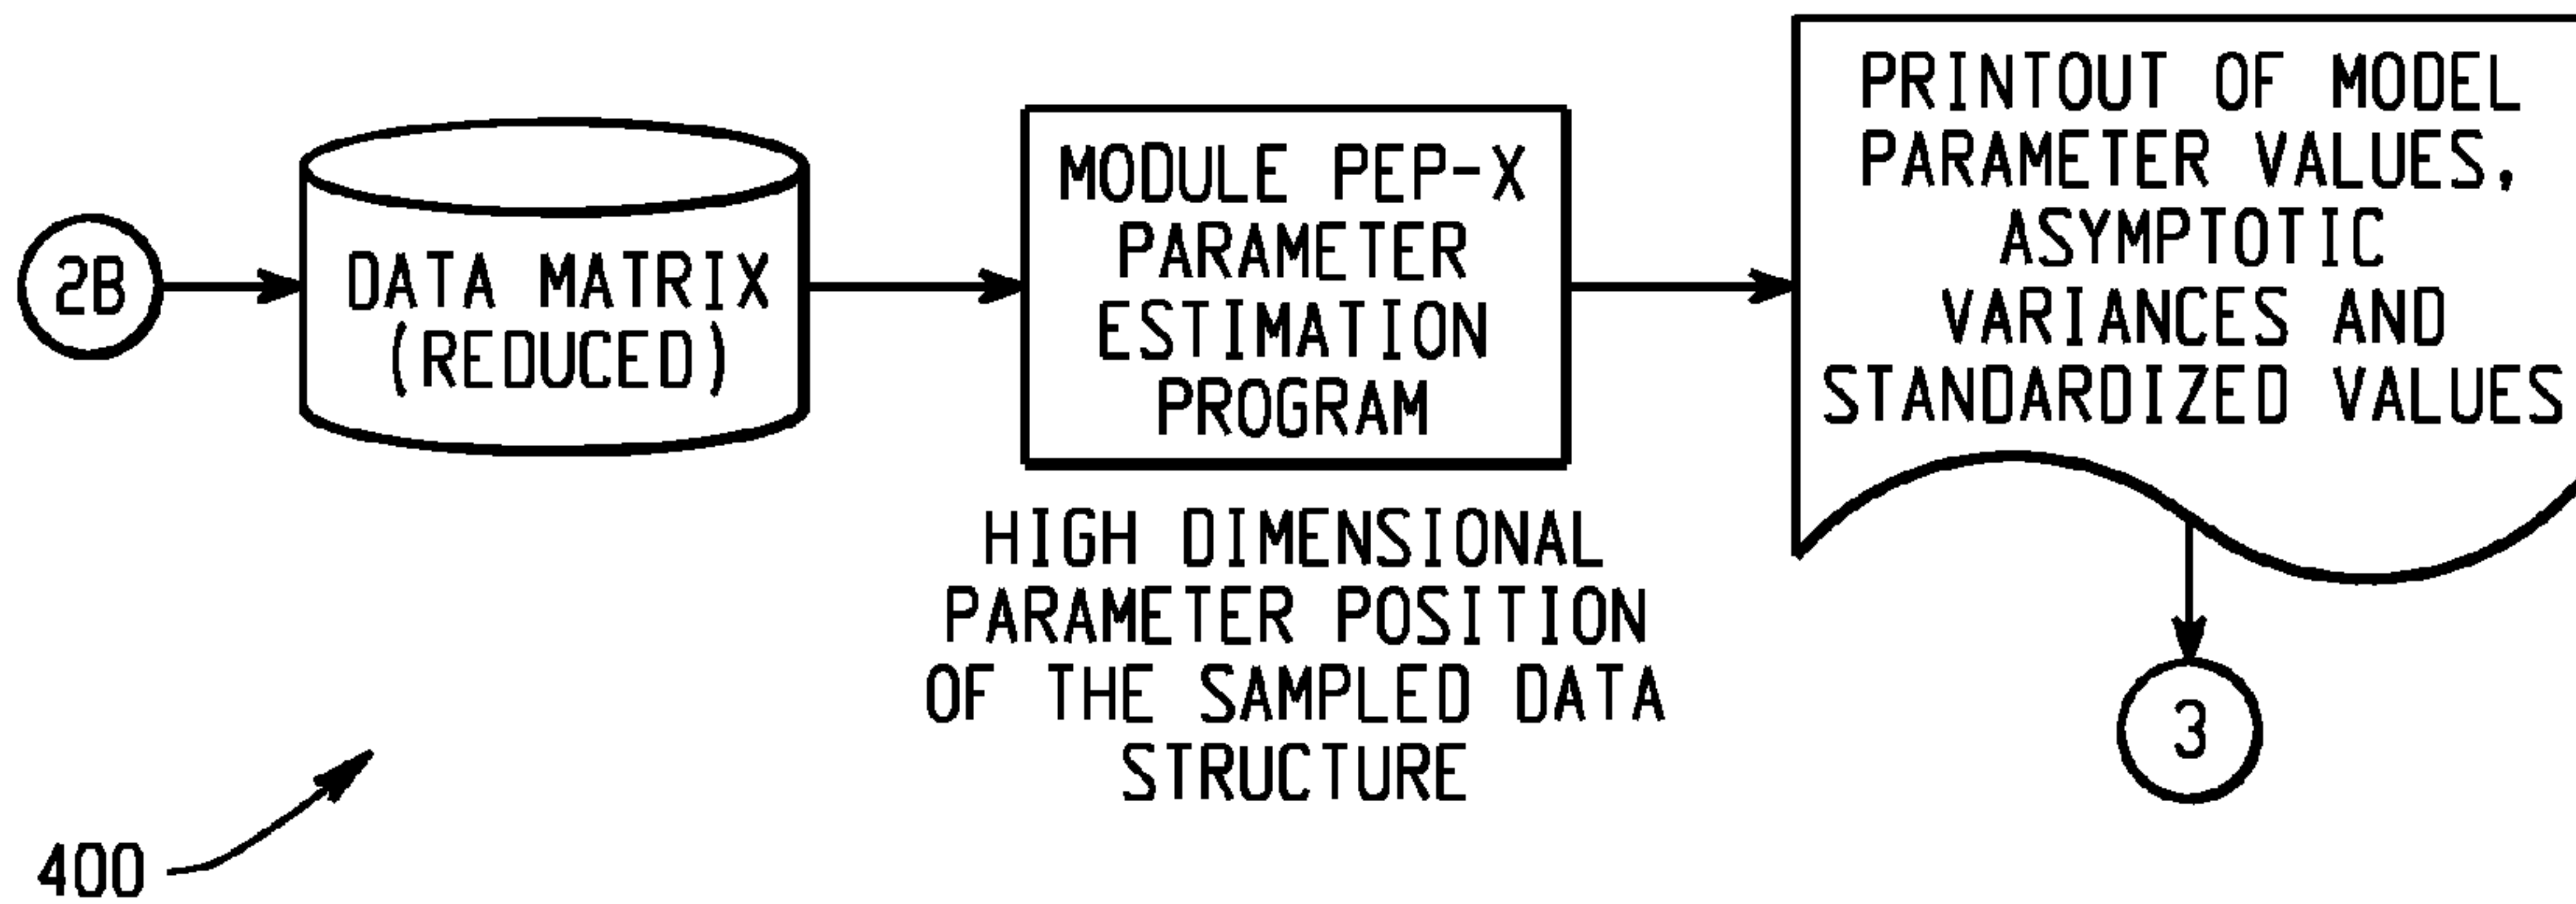 2B
DATA MATRIX
(REDUCED)
MODULE PEP-X
PARAMETER
ESTIMATION
PROGRAM
HIGH DIMENSIONAL
PARAMETER POSITION
OF THE SAMPLED DATA
STRUCTURE
PRINTOUT OF MODEL
PARAMETER VALUES,
ASYMPTOTIC
VARIANCES AND
STANDARDIZED VALUES
3
400